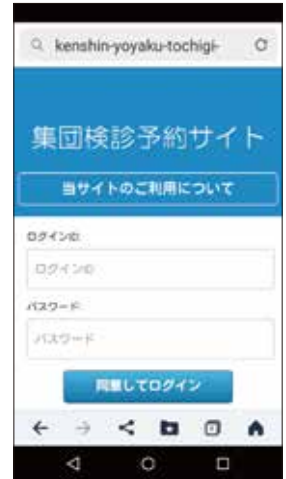 kenshin-yoyaku-tochigi-
集団検診予約サイト
当サイトのご利用について
ログインID:
ログインID
パスワード:
パスワード
同意してログイン